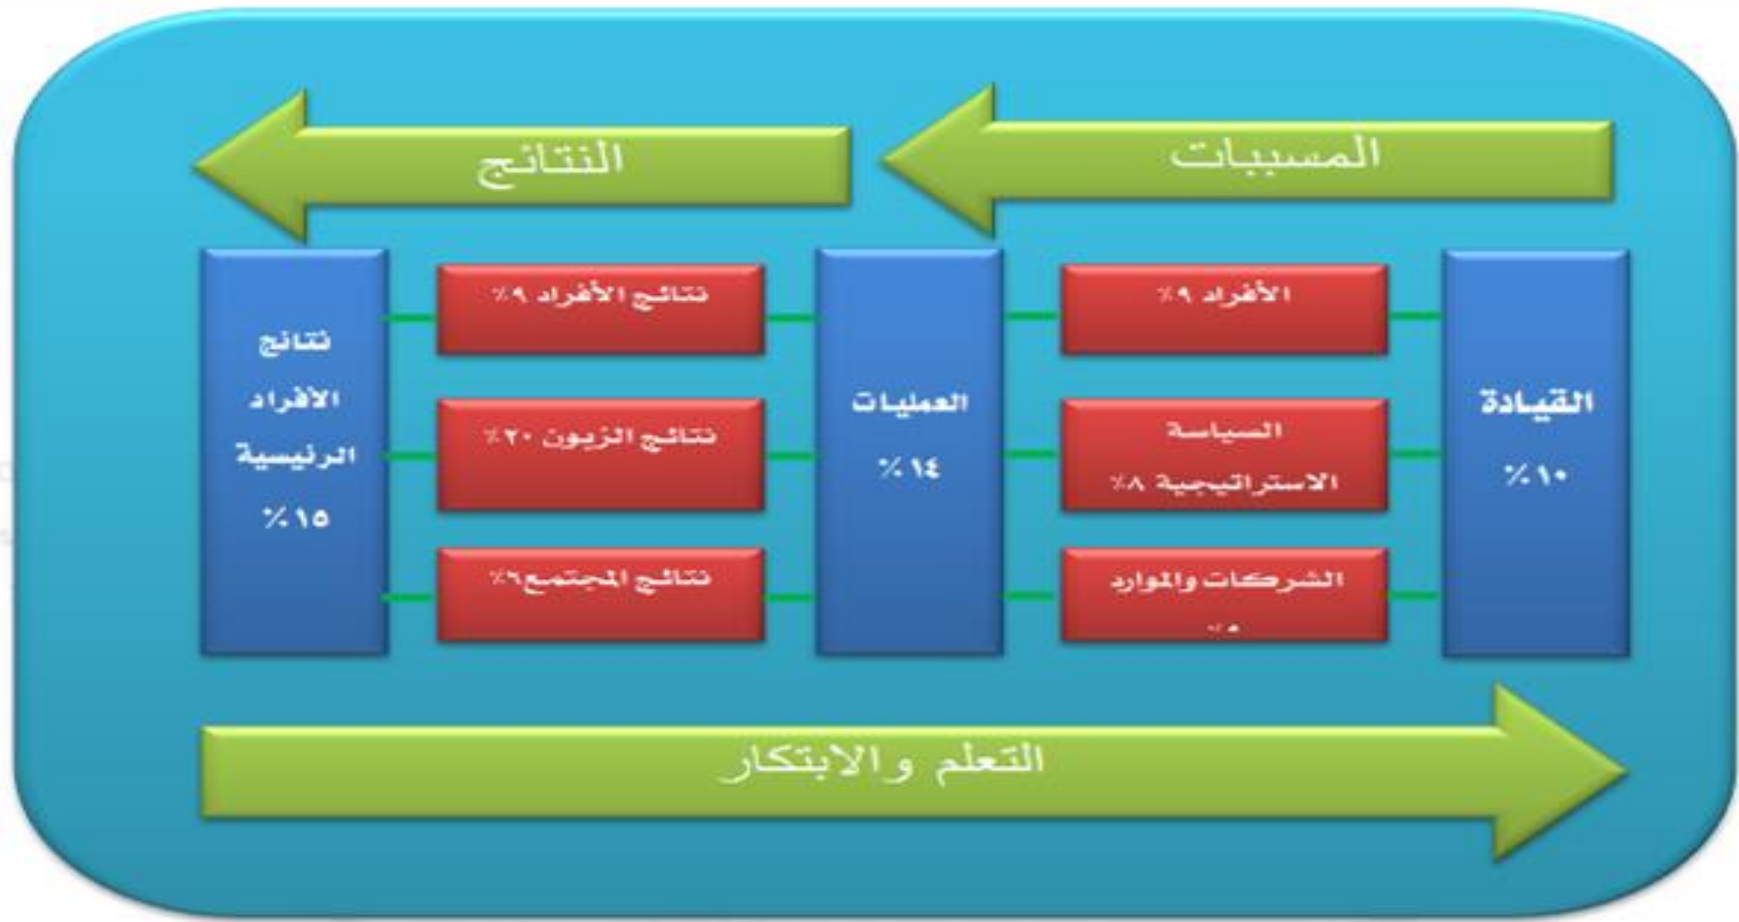 المسببات
النتائج
القيادة
٪١٠
الأفراد ٩٪
السياسة
الاستراتيجية ٨٪
الشركات والموارد
العمليات
٪١٤
نتائج الأفراد ٩٪
نتائج الزبون ٢٠٪
نتائج المجتمع٦٪
نتائج
الأفراد
الرئيسية
٪١٥
التعلم والابتكار